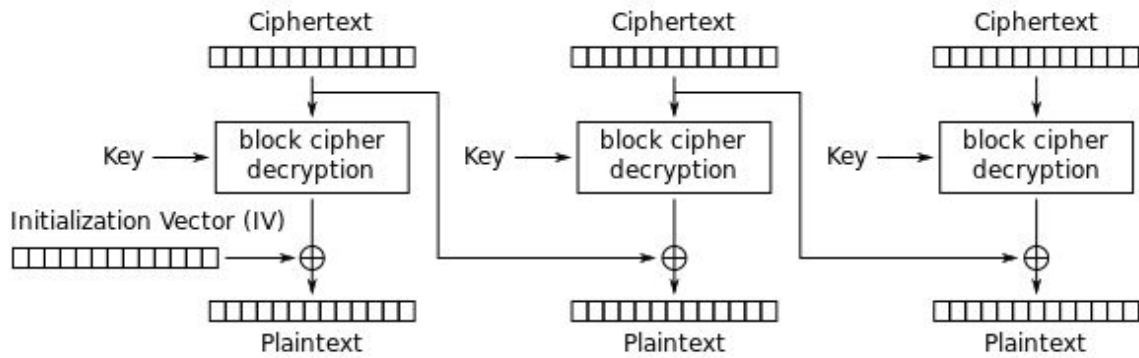 Ciphertext
Ciphertext
Ciphertext
Key
block cipher
decryption
Key
block cipher
decryption
Key
block cipher
decryption
Initialization Vector (IV)
Plaintext
Plaintext
Plaintext